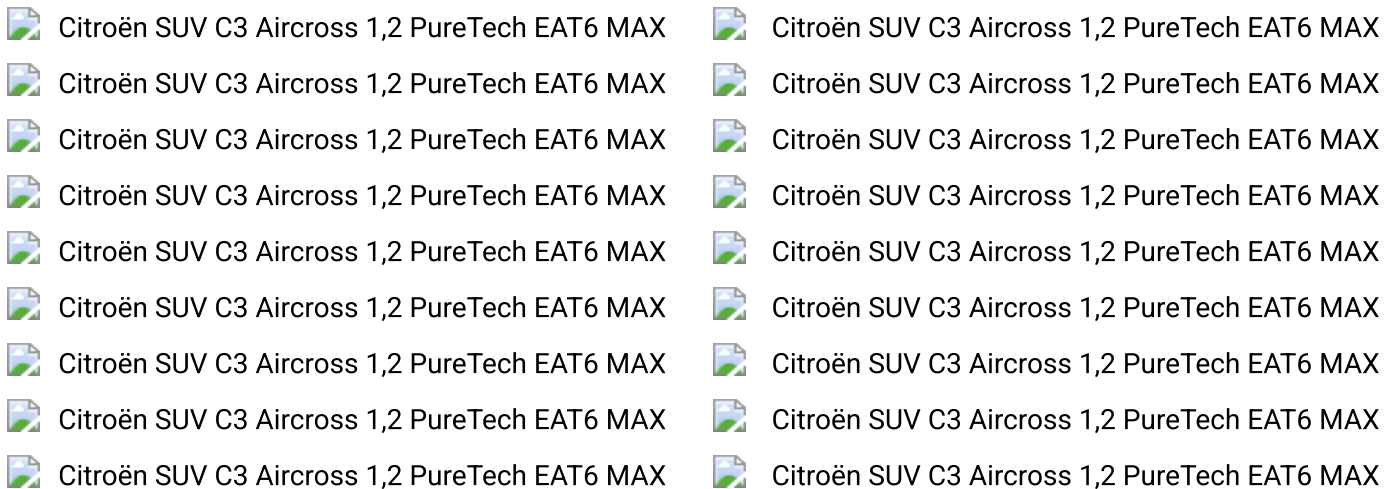 Citroën SUV C3 Aircross 1,2 PureTech EAT6 MAX Citroën SUV C3 Aircross 1,2 PureTech EAT6 MAX
Citroën SUV C3 Aircross 1,2 PureTech EAT6 MAX Citroën SUV C3 Aircross 1,2 PureTech EAT6 MAX
Citroën SUV C3 Aircross 1,2 PureTech EAT6 MAX Citroën SUV C3 Aircross 1,2 PureTech EAT6 MAX
Citroën SUV C3 Aircross 1,2 PureTech EAT6 MAX Citroën SUV C3 Aircross 1,2 PureTech EAT6 MAX
Citroën SUV C3 Aircross 1,2 PureTech EAT6 MAX Citroën SUV C3 Aircross 1,2 PureTech EAT6 MAX
Citroën SUV C3 Aircross 1,2 PureTech EAT6 MAX Citroën SUV C3 Aircross 1,2 PureTech EAT6 MAX
Citroën SUV C3 Aircross 1,2 PureTech EAT6 MAX Citroën SUV C3 Aircross 1,2 PureTech EAT6 MAX
Citroën SUV C3 Aircross 1,2 PureTech EAT6 MAX Citroën SUV C3 Aircross 1,2 PureTech EAT6 MAX
Citroën SUV C3 Aircross 1,2 PureTech EAT6 MAX Citroën SUV C3 Aircross 1,2 PureTech EAT6 MAX